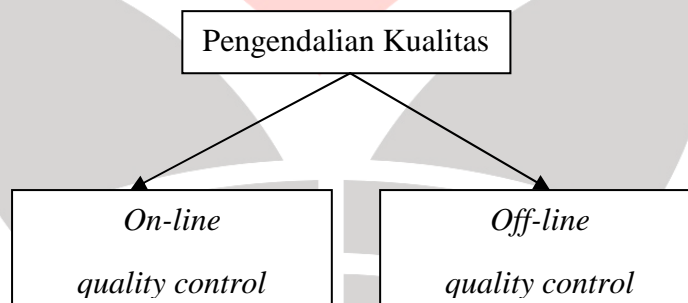 Pengendalian Kualitas
On-line
quality control
Off-line
quality control